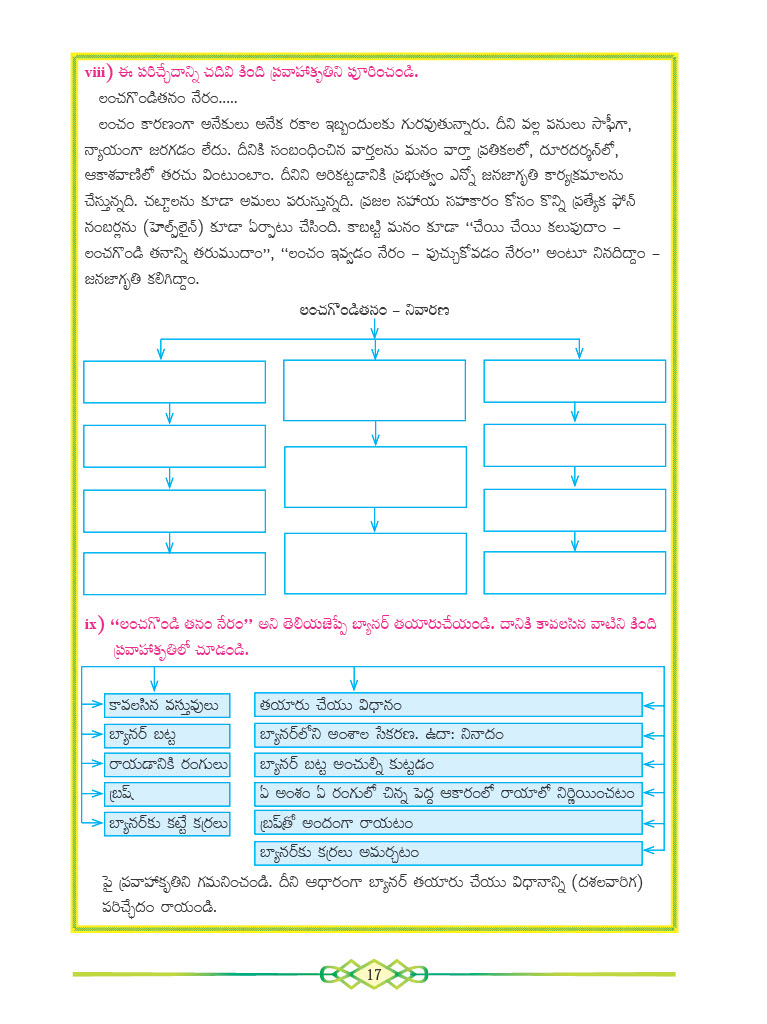 viii) ఈ పరిచ్ఛేదాన్ని చదివి కింది ప్రవాహాకృతిని పూరించండి.
లంచగొండితనం నేరం.....
లంచం కారణంగా అనేకులు అనేక రకాల ఇబ్బందులకు గురవుతున్నారు. దీని వల్ల పనులు సాఫీగా,
న్యాయంగా జరగడం లేదు. దీనికి సంబంధించిన వార్తలను మనం వార్తా ప్రతికలలో, దూరదర్శన్‌లో,
ఆకాశవాణిలో తరచు వింటుంటాం. దీనిని అరికట్టడానికి ప్రభుత్వం ఎన్నో జనజాగృతి కార్యక్రమాలను
చేస్తున్నది. చట్టాలను కూడా అమలు పరుస్తున్నది. ప్రజల సహాయ సహకారం కోసం కొన్ని ప్రత్యేక ఫోన్
నంబర్లను (హెల్ప్‌లైన్) కూడా ఏర్పాటు చేసింది. కాబట్టి మనం కూడా “చేయి చేయి కలుపుదాం –
లంచగొండి తనాన్ని తరుముదాం”, “లంచం ఇవ్వడం నేరం – పుచ్చుకోవడం నేరం” అంటూ నినదిద్దాం –
జనజాగృతి కలిగిద్దాం.
లంచగొండితనం – నివారణ
ix) “లంచగొండి తనం నేరం” అని తెలియజెప్పే బ్యానర్ తయారుచేయండి. దానికి కావలసిన వాటిని కింది
ప్రవాహాకృతిలో చూడండి.
కావలసిన వస్తువులు
బ్యానర్ బట్ట
రాయడానికి రంగులు
బ్రష్
బ్యానర్‌కు కట్టే కర్రలు
తయారు చేయు విధానం
బ్యానర్‌లోని అంశాల సేకరణ. ఉదా: నినాదం
బ్యానర్ బట్ట అంచుల్ని కుట్టడం
ఏ అంశం ఏ రంగులో చిన్న పెద్ద ఆకారంలో రాయాలో నిర్ణయించటం
బ్రష్‌తో అందంగా రాయటం
బ్యానర్‌కు కర్రలు అమర్చటం
పై ప్రవాహాకృతిని గమనించండి. దీని ఆధారంగా బ్యానర్ తయారు చేయు విధానాన్ని (దశలవారిగ)
పరిచ్ఛేదం రాయండి.
17